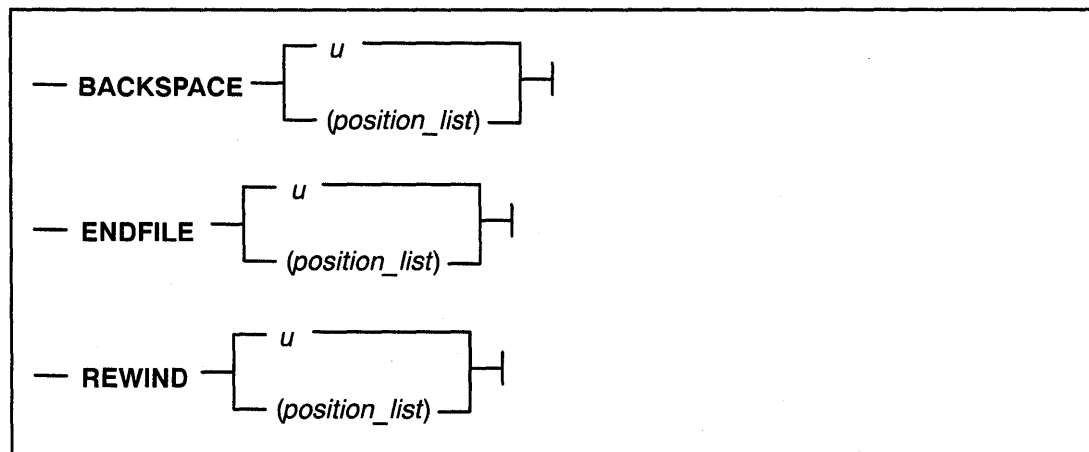 u
BACKSPACE
(position_list)
u
ENDFILE
(position_list)
u
REWIND
(position_list)